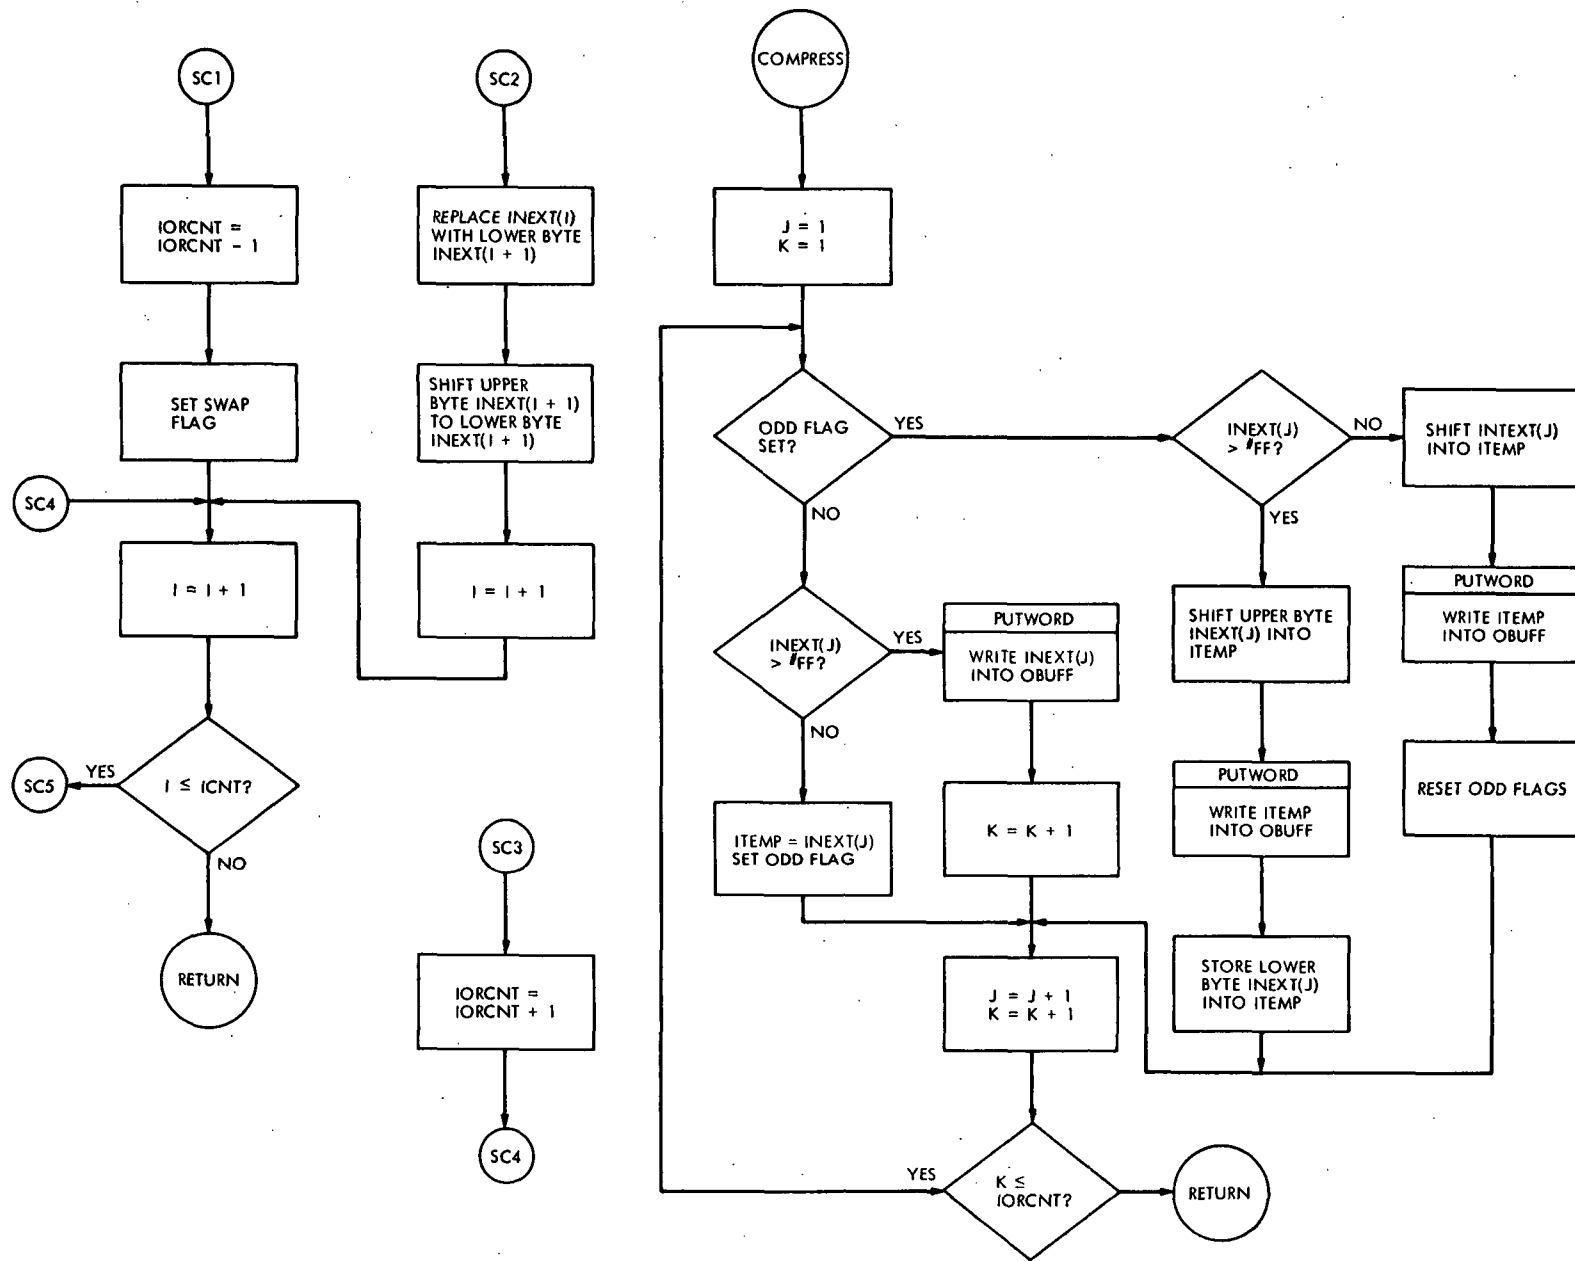 SC1
IORCNT =
IORCNT - 1
SET SWAP
FLAG
SC4
I = I + 1
I ≤ ICNT?
YES
SC5
NO
RETURN
SC2
REPLACE INEXT(I)
WITH LOWER BYTE
INEXT(I + 1)
SHIFT UPPER
BYTE INEXT(I + 1)
TO LOWER BYTE
INEXT(I + 1)
I = I + 1
SC3
IORCNT =
IORCNT + 1
SC4
COMPRESS
J = 1
K = 1
ODD FLAG
SET?
YES
NO
INEXT(J)
> #FF?
YES
NO
PUTWORD
WRITE INEXT(J)
INTO OBUFF
K = K + 1
ITEMP = INEXT(J)
SET ODD FLAG
J = J + 1
K = K + 1
K ≤
IORCNT?
YES
RETURN
INEXT(J)
> #FF?
NO
YES
SHIFT UPPER BYTE
INEXT(J) INTO
ITEMP
PUTWORD
WRITE ITEMP
INTO OBUFF
STORE LOWER
BYTE INEXT(J)
INTO ITEMP
SHIFT INTEXT(J)
INTO ITEMP
PUTWORD
WRITE ITEMP
INTO OBUFF
RESET ODD FLAGS